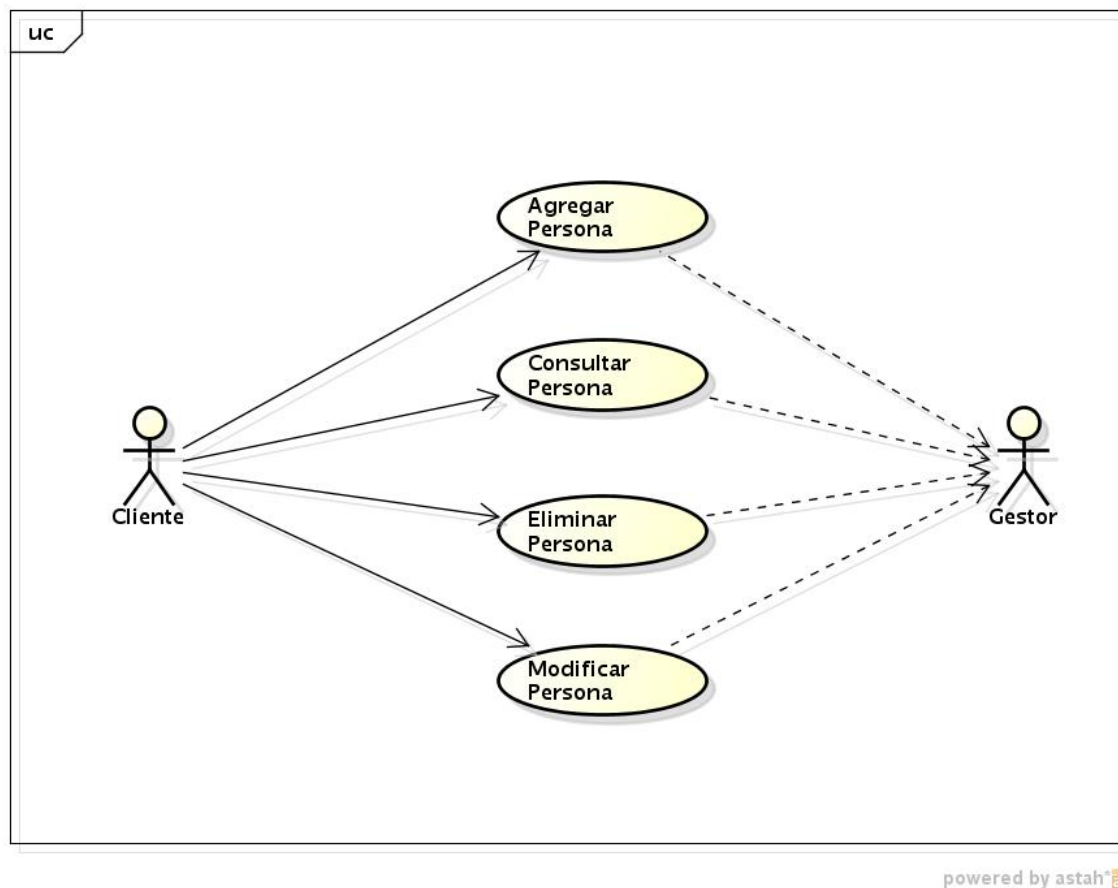 uc
Agregar
Persona
Consultar
Persona
Cliente
Gestor
Eliminar
Persona
Modificar
Persona
powered by astah*